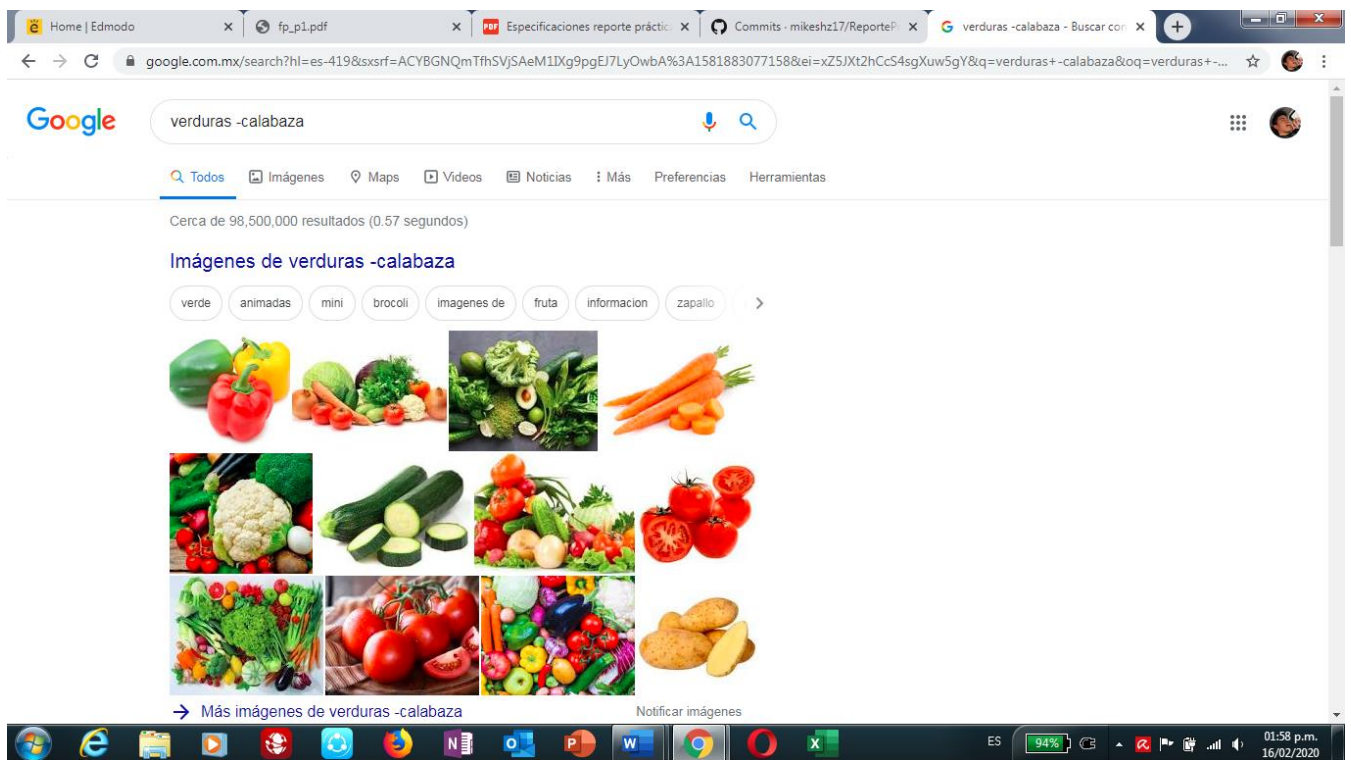 Home | Edmodo
fp_p1.pdf
Especificaciones reporte práctic
Commits · mikeshz17/ReporteP
verduras -calabaza - Buscar con
google.com.mx/search?hl=es-419&sxsrf=ACYBGNQmTfhSVjSAeM1IXg9pgEJ7LyOwbA%3A1581883077158&ei=xZ5JXt2hCcS4sgXuw5gY&q=verduras+-calabaza&oq=verduras+-...
Google
verduras -calabaza
Todos Imágenes Maps Videos Noticias Más Preferencias Herramientas
Cerca de 98,500,000 resultados (0.57 segundos)
Imágenes de verduras -calabaza
verde animadas mini brocoli imagenes de fruta informacion zapallo
Más imágenes de verduras -calabaza
Notificar imágenes
ES 94% 01:58 p.m.
16/02/2020